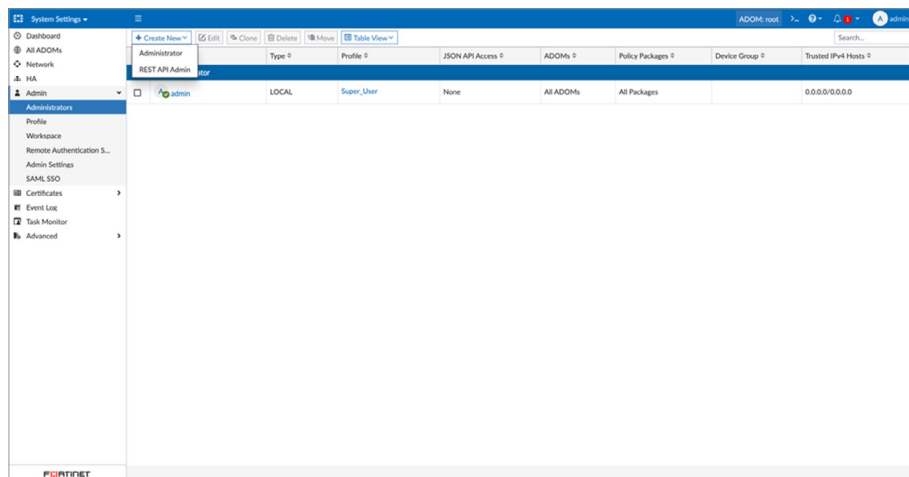 System Settings
ADOM: root
1
A
admin
Dashboard
All ADOMs
Network
HA
Admin
Administrators
Profile
Workspace
Remote Authentication S...
Admin Settings
SAML SSO
Certificates
Event Log
Task Monitor
Advanced
FORTINET
+ Create New Edit Clone Delete Move Table View Search...
Administrator
REST API Admin
Type Profile JSON API Access ADOMs Policy Packages Device Group Trusted IPv4 Hosts
ator
admin LOCAL Super_User None All ADOMs All Packages 0.0.0.0/0.0.0.0